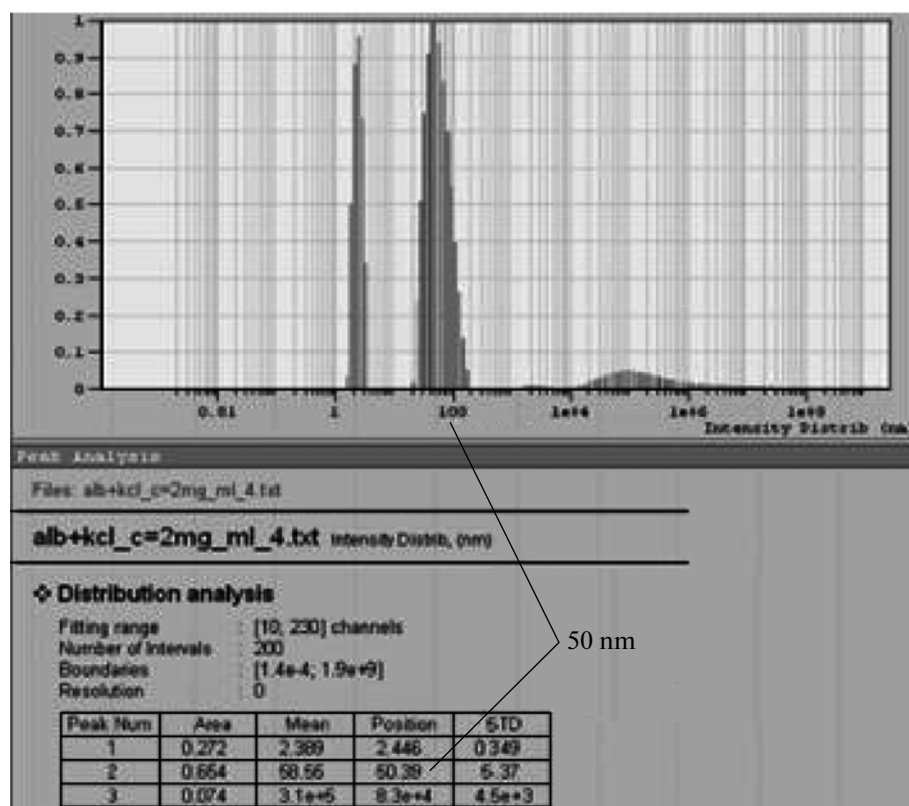 1
0.9
0.8
0.7
0.6
0.5
0.4
0.3
0.2
0.1
0
0.01 1 100 1e+4 1e+6 1e+8
Intensity Distrib (nm)
Peak Analysis
Files: alb+kcl_c=2mg_ml_4.txt
alb+kcl_c=2mg_ml_4.txt Intensity Distrib, (nm)
❖ Distribution analysis
Fitting range : [10; 230] channels
Number of Intervals : 200
Boundaries : [1.4e-4; 1.9e+9]
Resolution : 0
50 nm
Peak Num Area Mean Position STD
1 0.272 2.389 2.446 0.349
2 0.654 58.56 50.39 5.37
3 0.074 3.1e+5 8.3e+4 4.5e+3